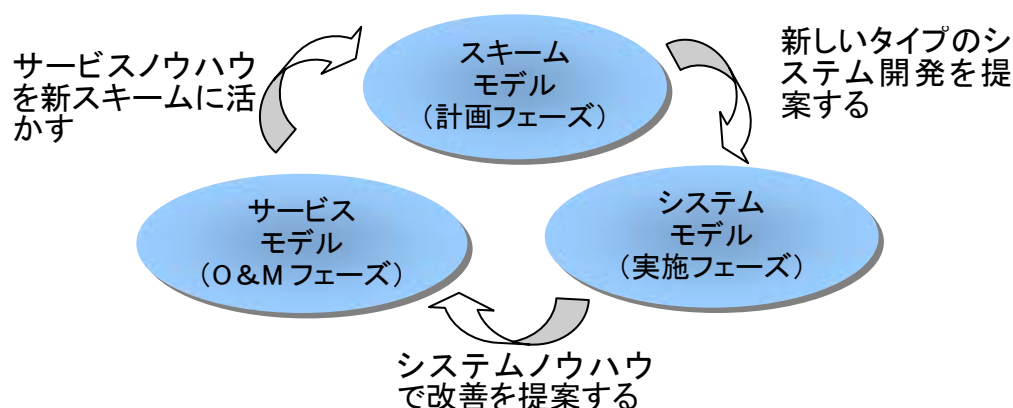 スキーム
モデル
（計画フェーズ）
新しいタイプのシ
ステム開発を提
案する
システム
モデル
（実施フェーズ）
システムノウハウ
で改善を提案する
サービス
モデル
（O＆Mフェーズ）
サービスノウハウ
を新スキームに活
かす